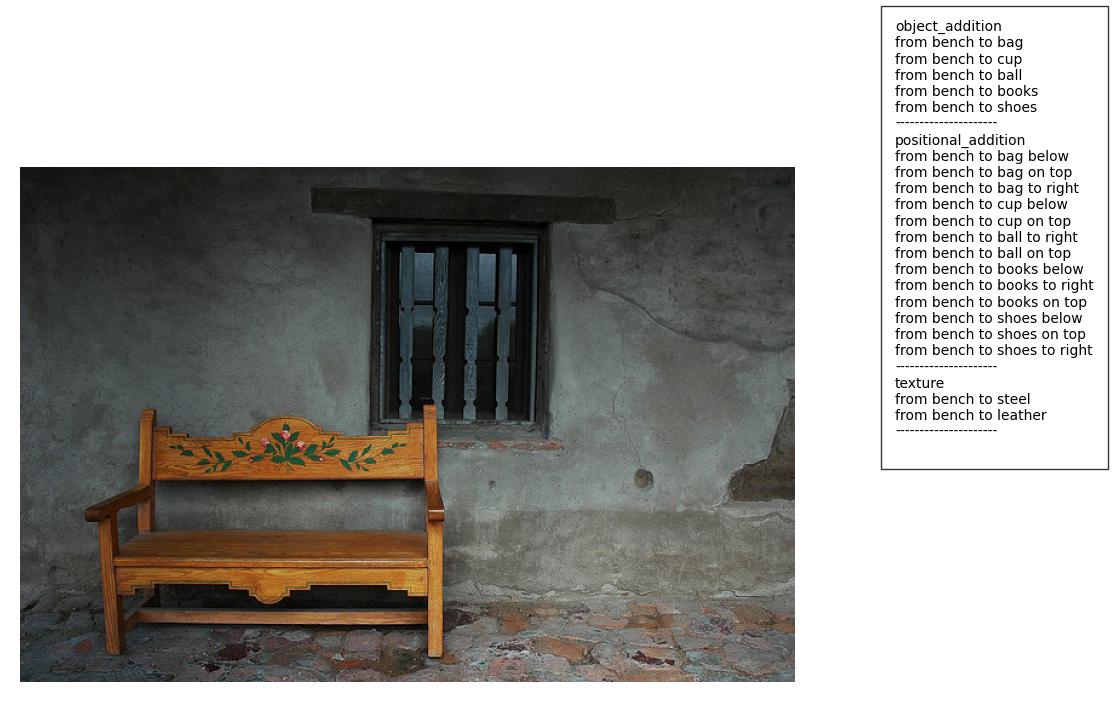 object_addition
from bench to bag
from bench to cup
from bench to ball
from bench to books
from bench to shoes
---------------------
positional_addition
from bench to bag below
from bench to bag on top
from bench to bag to right
from bench to cup below
from bench to cup on top
from bench to ball to right
from bench to ball on top
from bench to books below
from bench to books to right
from bench to books on top
from bench to shoes below
from bench to shoes on top
from bench to shoes to right
---------------------
texture
from bench to steel
from bench to leather
---------------------